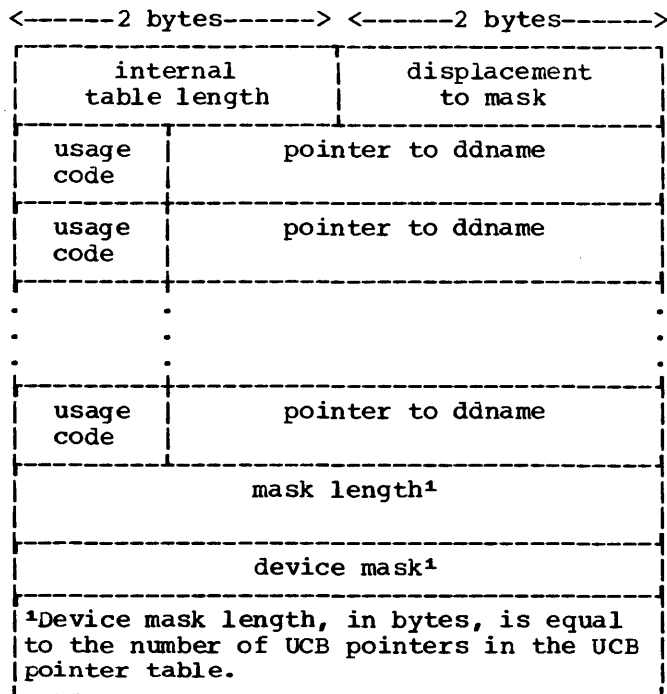 <------2 bytes------> <------2 bytes------>
internal displacement
table length to mask
usage pointer to ddname
code
usage pointer to ddname
code
usage pointer to ddname
code
mask length¹
device mask¹
¹Device mask length, in bytes, is equal
to the number of UCB pointers in the UCB
pointer table.